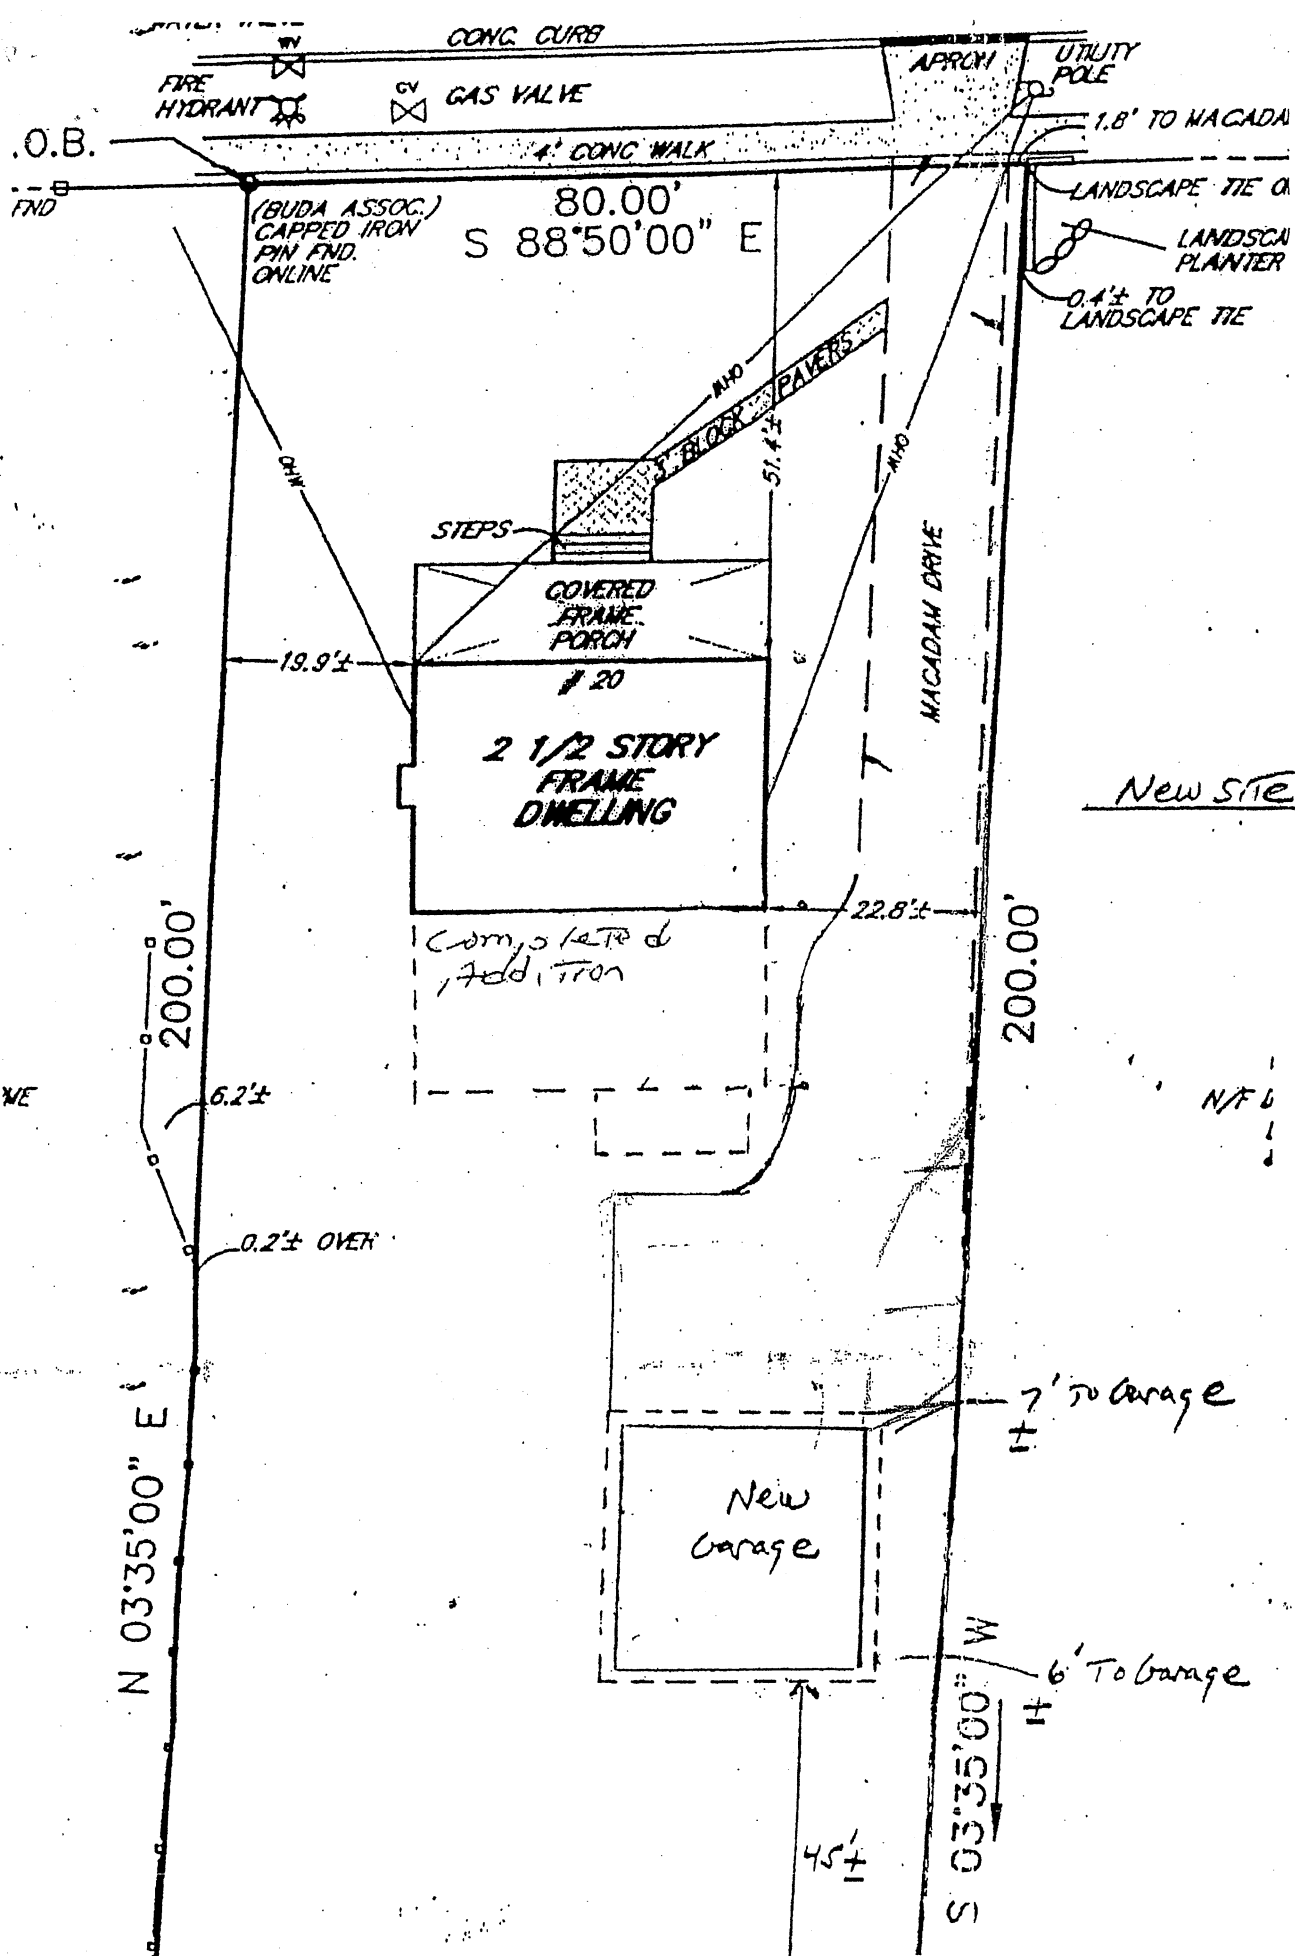 CONC. CURB
WV
APRON
UTILITY
POLE
FIRE
HYDRANT
GV
GAS VALVE
.O.B.
4' CONC WALK
1.8' TO MACADA
FND
(BUDA ASSOC.)
CAPPED IRON
PIN FND.
ONLINE
80.00'
S 88°50'00" E
LANDSCAPE TIE O
LANDSCA
PLANTER
0.4'± TO
LANDSCAPE TIE
OHW
OHW
OHW
3' BLOCK PAVERS
51.4'±
STEPS
COVERED
FRAME
PORCH
19.9'±
# 20
2 1/2 STORY
FRAME
DWELLING
MACADAM DRIVE
New SITE
22.8'±
Completed
Addition
200.00'
200.00'
6.2'±
N/F
0.2'± OVER
7' To Garage
±
New
Garage
N 03°35'00" E
6' To Garage
±
S 03°35'00" W
45'±